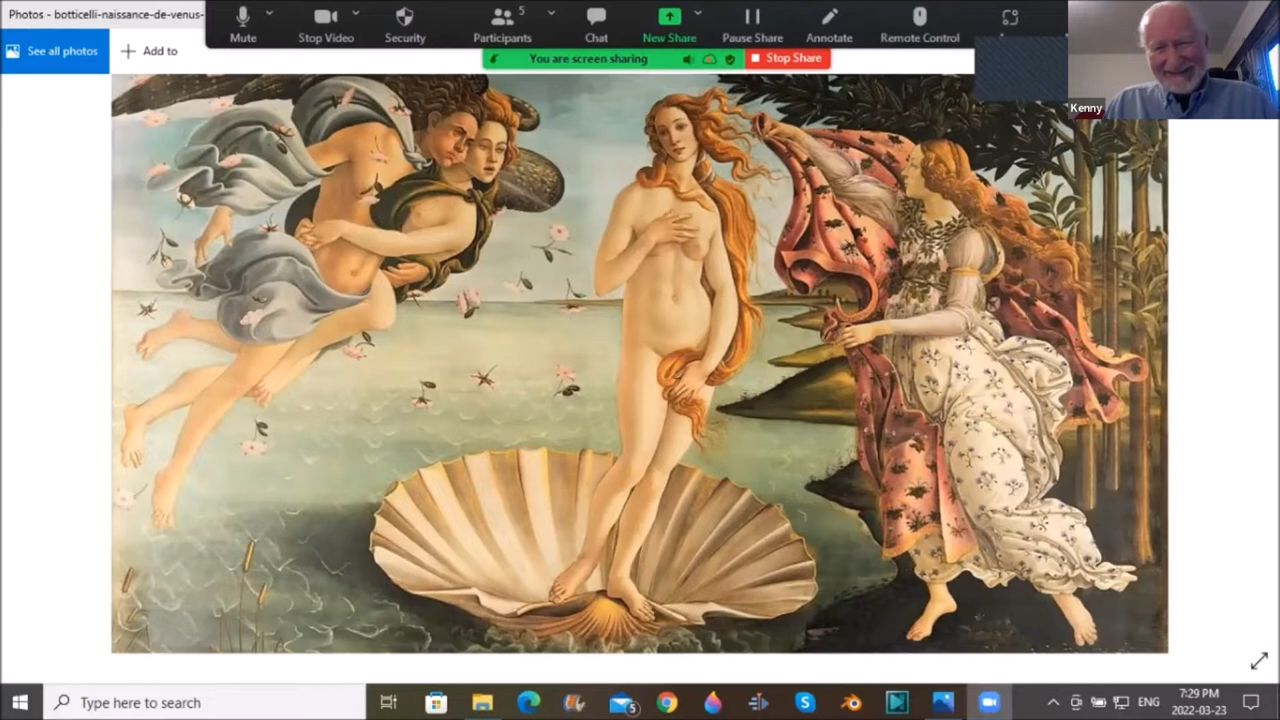 Photos - botticelli-naissance-de-venus-
See all photos
Add to
Mute
Stop Video
Security
5
Participants
Chat
New Share
Pause Share
Annotate
Remote Control
You are screen sharing
Stop Share
Kenny
Type here to search
5
ENG
7:29 PM
2022-03-23